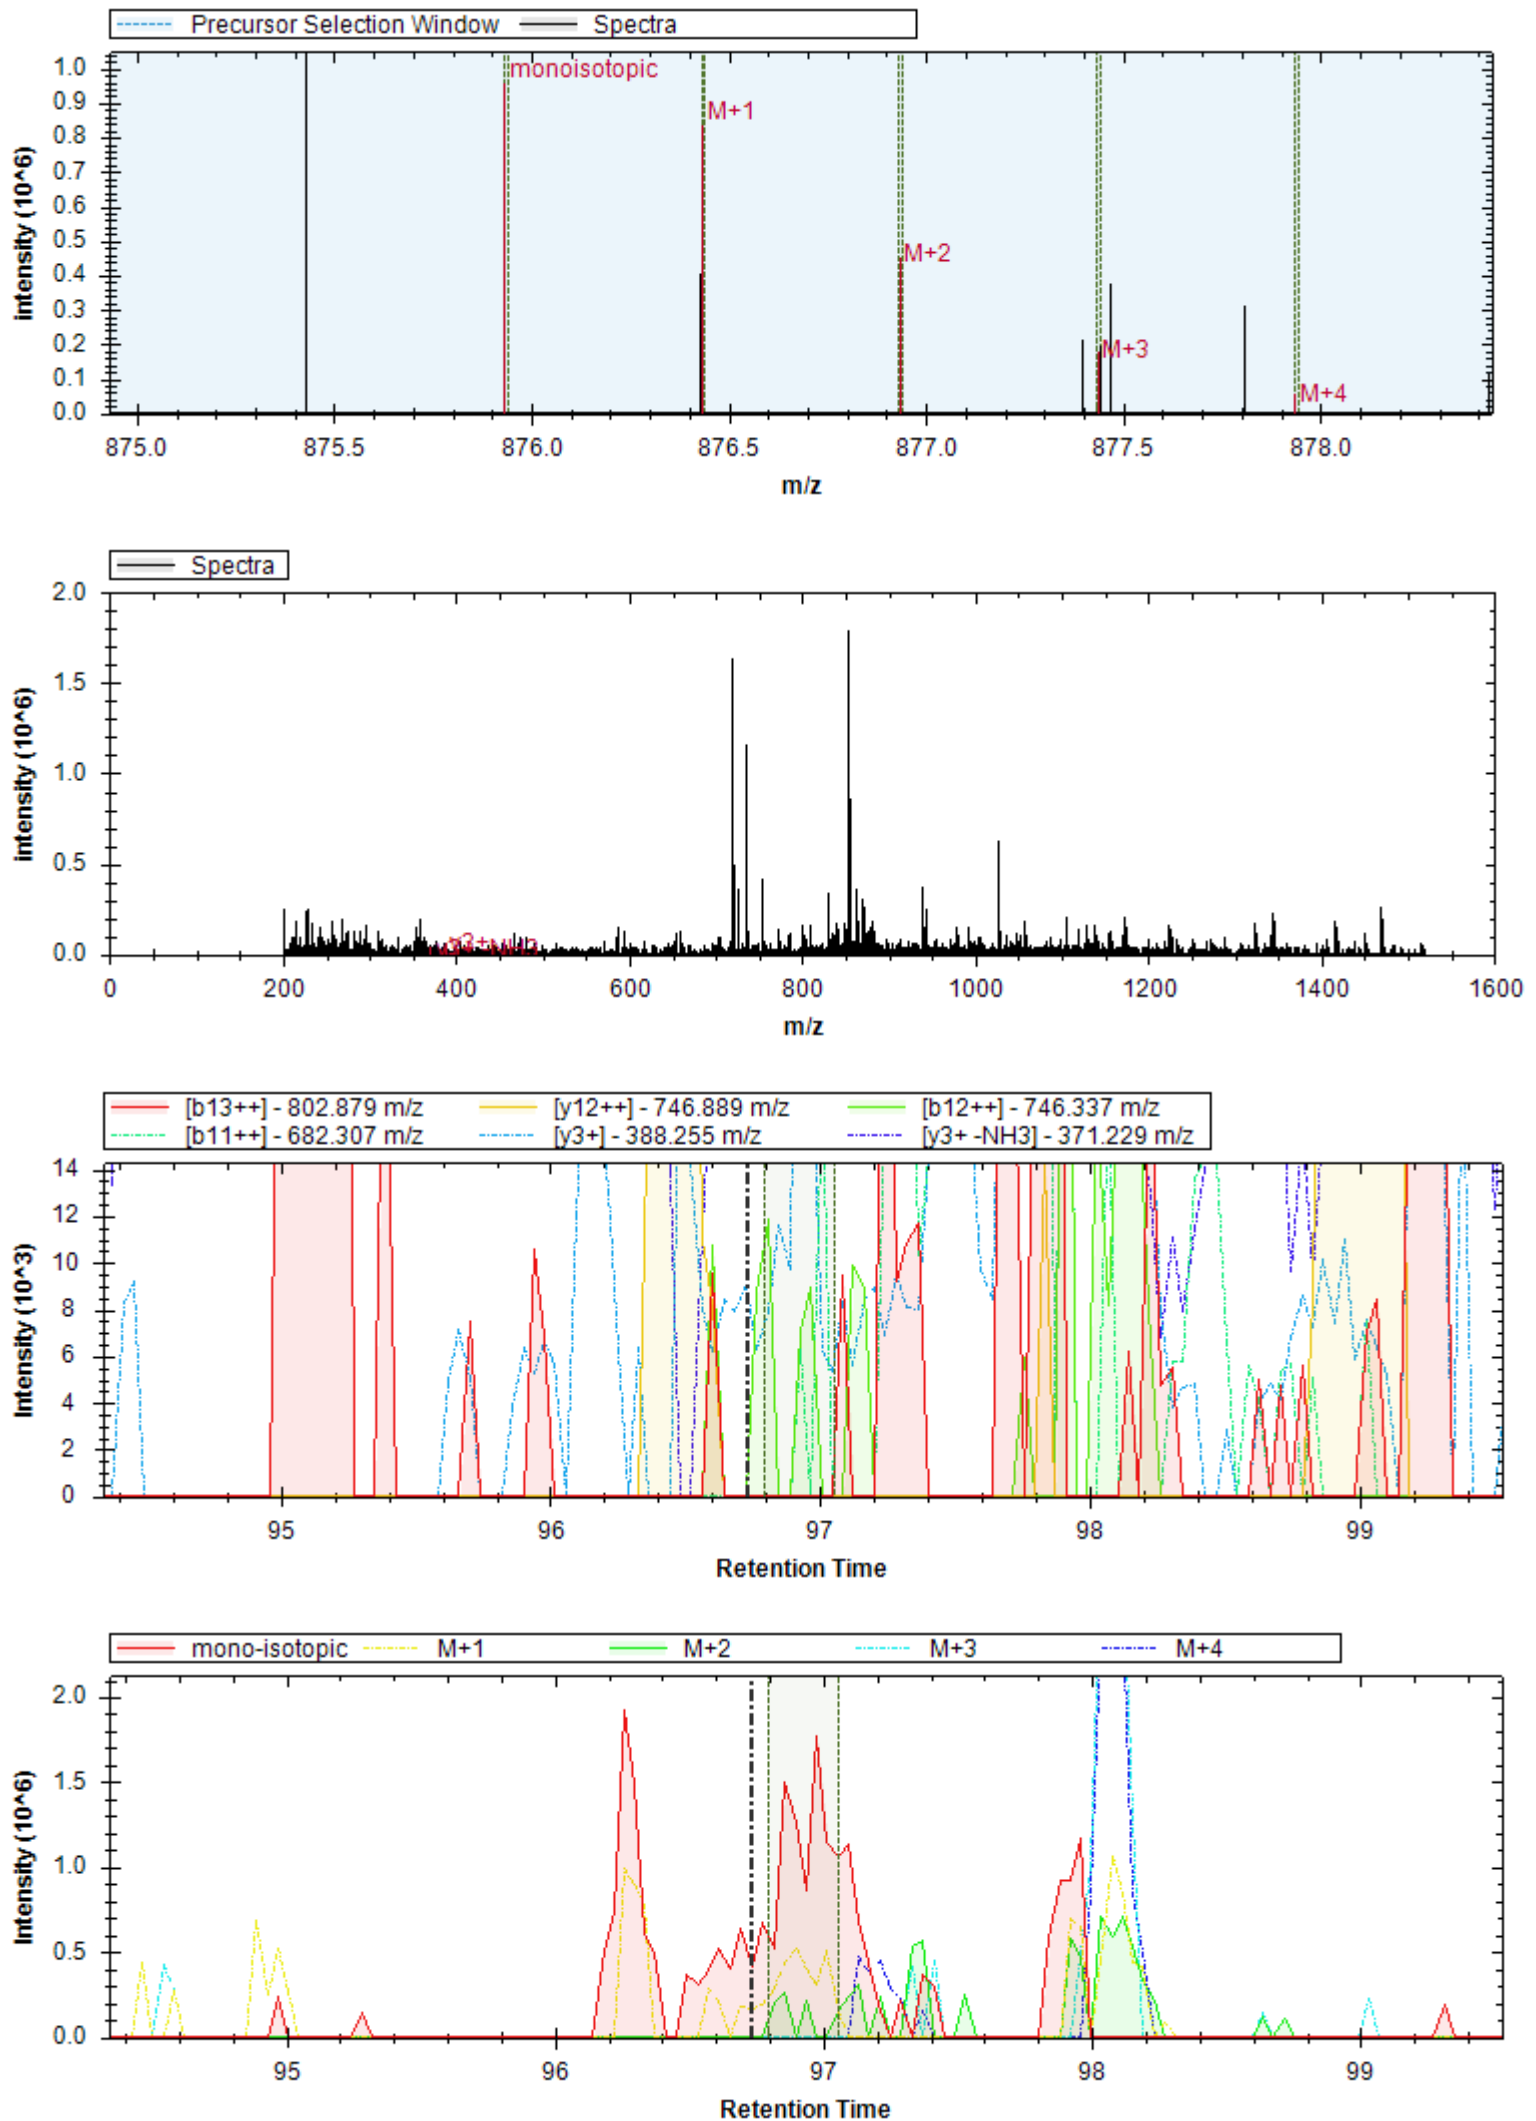 Precursor Selection Window Spectra
1.0
0.9
0.8
0.7
0.6
0.5
0.4
0.3
0.2
0.1
0.0
intensity (10^6)
monoisotopic
M+1
M+2
M+3
M+4
875.0 875.5 876.0 876.5 877.0 877.5 878.0
m/z
Spectra
2.0
1.5
1.0
0.5
0.0
intensity (10^6)
0 200 400 600 800 1000 1200 1400 1600
m/z
[b13++] - 802.879 m/z [y12++] - 746.889 m/z [b12++] - 746.337 m/z
[b11++] - 682.307 m/z [y3+] - 388.255 m/z [y3+ -NH3] - 371.229 m/z
14
12
10
8
6
4
2
0
Intensity (10^3)
95 96 97 98 99
Retention Time
mono-isotopic M+1 M+2 M+3 M+4
2.0
1.5
1.0
0.5
0.0
Intensity (10^6)
95 96 97 98 99
Retention Time